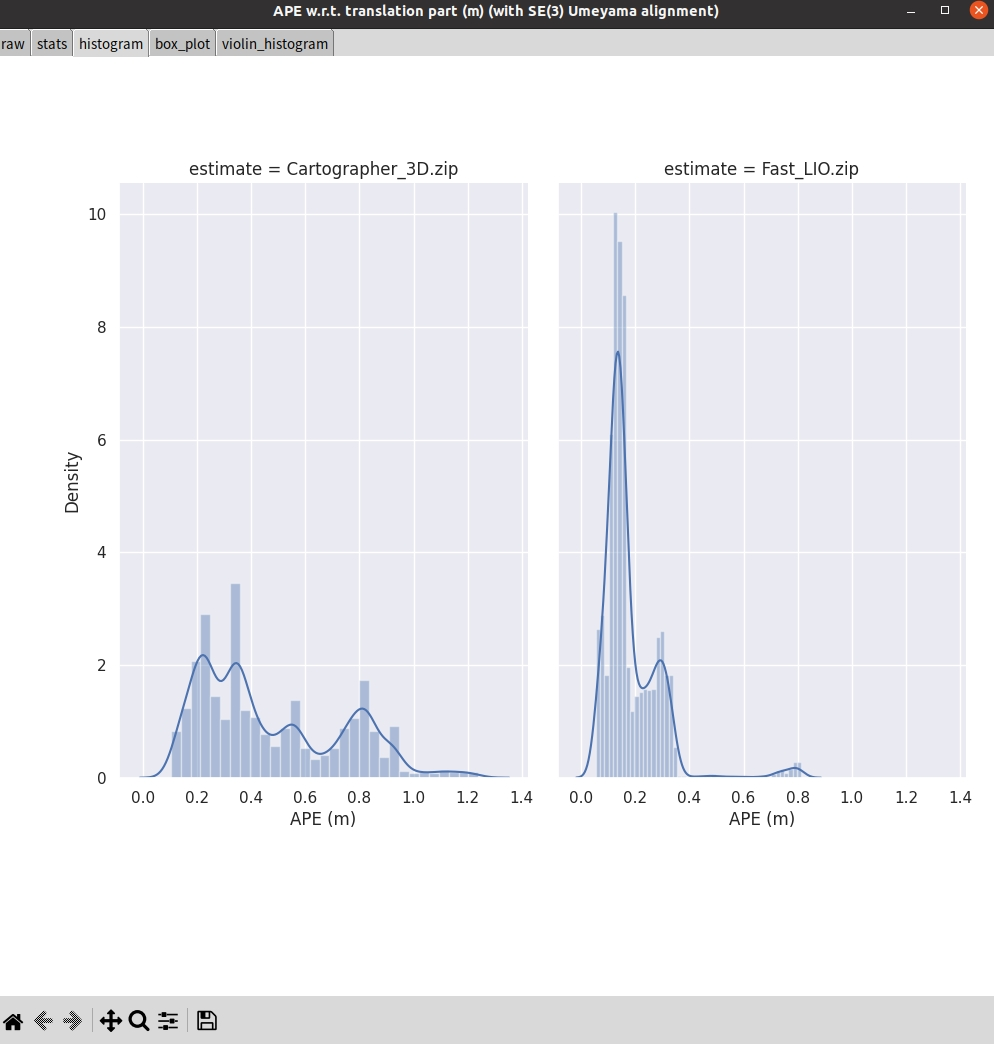 APE w.r.t. translation part (m) (with SE(3) Umeyama alignment)
raw stats histogram box_plot violin_histogram
estimate = Cartographer_3D.zip estimate = Fast_LIO.zip
10
8
6
Density
4
2
0
0.0 0.2 0.4 0.6 0.8 1.0 1.2 1.4 0.0 0.2 0.4 0.6 0.8 1.0 1.2 1.4
APE (m) APE (m)